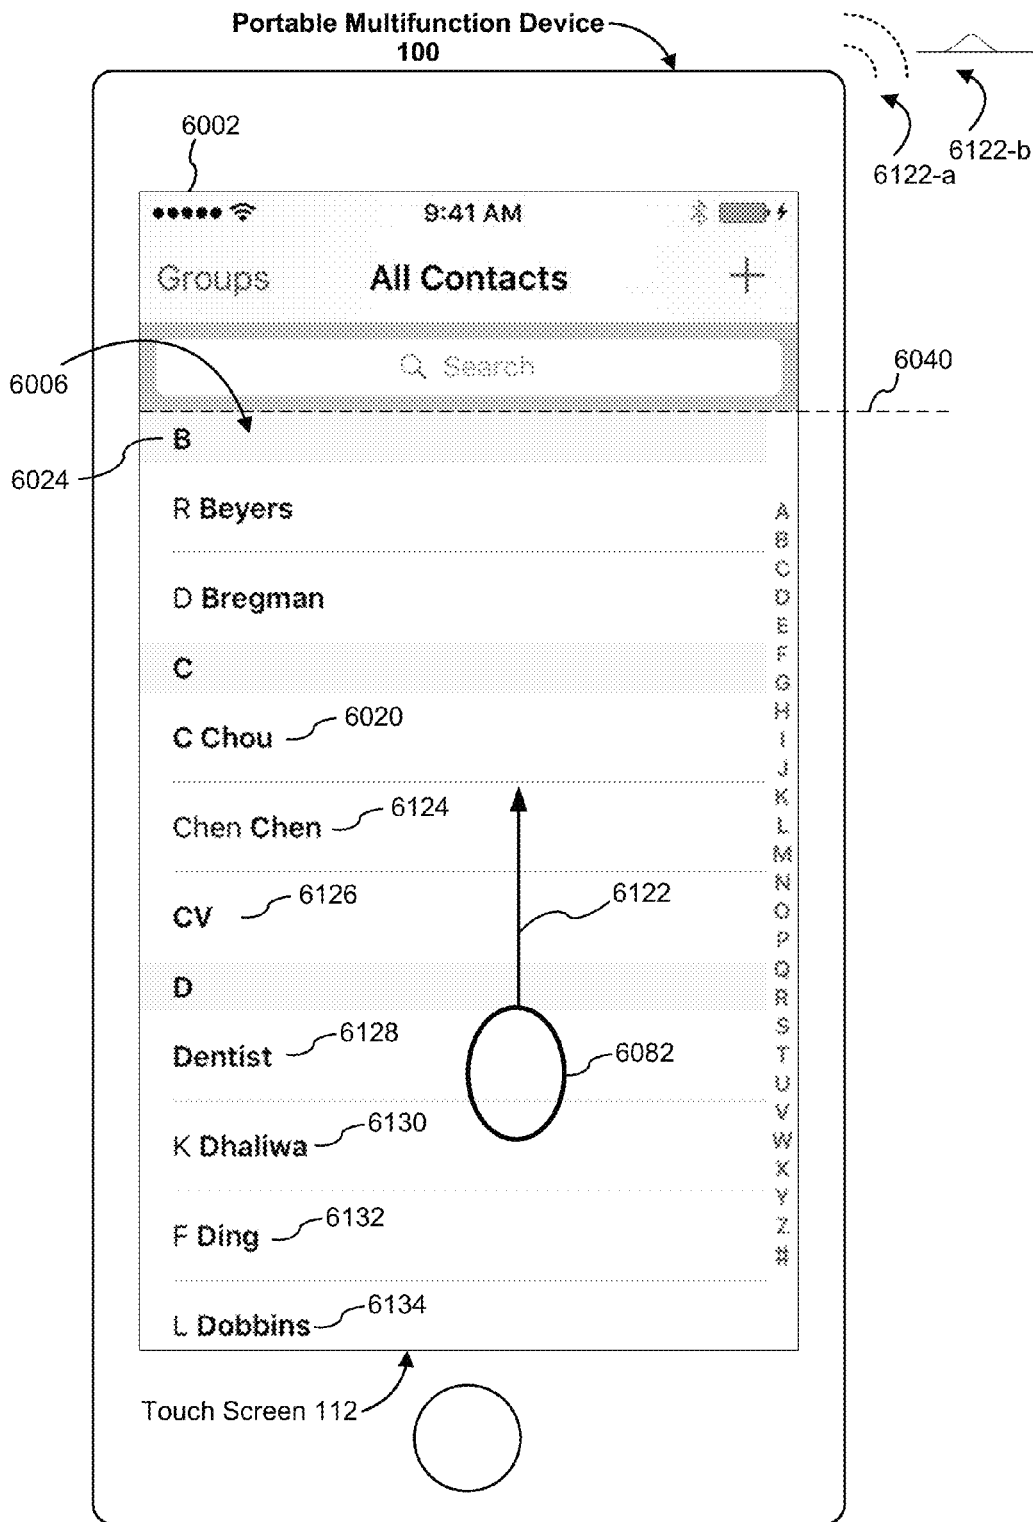 Portable Multifunction Device
100
6122-b
6122-a
6002
9:41 AM
Groups
All Contacts
+
Search
6006
6040
B
6024
R Beyers
D Bregman
C
C Chou
6020
Chen Chen
6124
CV
6126
6122
D
Dentist
6128
6082
K Dhaliwa
6130
F Ding
6132
L Dobbins
6134
A
B
C
D
E
F
G
H
I
J
K
L
M
N
O
P
Q
R
S
T
U
V
W
X
Y
Z
#
Touch Screen 112